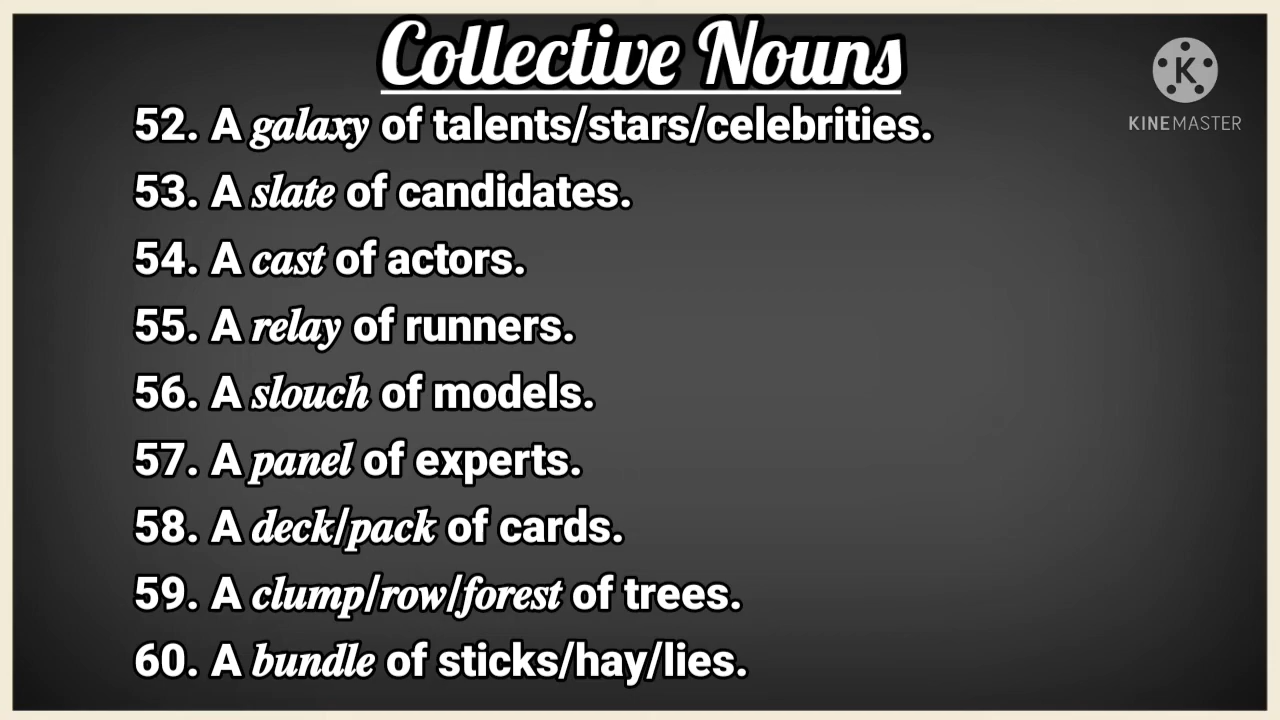 Collective Nouns
K
KINEMASTER
52. A galaxy of talents/stars/celebrities.
53. A slate of candidates.
54. A cast of actors.
55. A relay of runners.
56. A slouch of models.
57. A panel of experts.
58. A deck/pack of cards.
59. A clump/row/forest of trees.
60. A bundle of sticks/hay/lies.